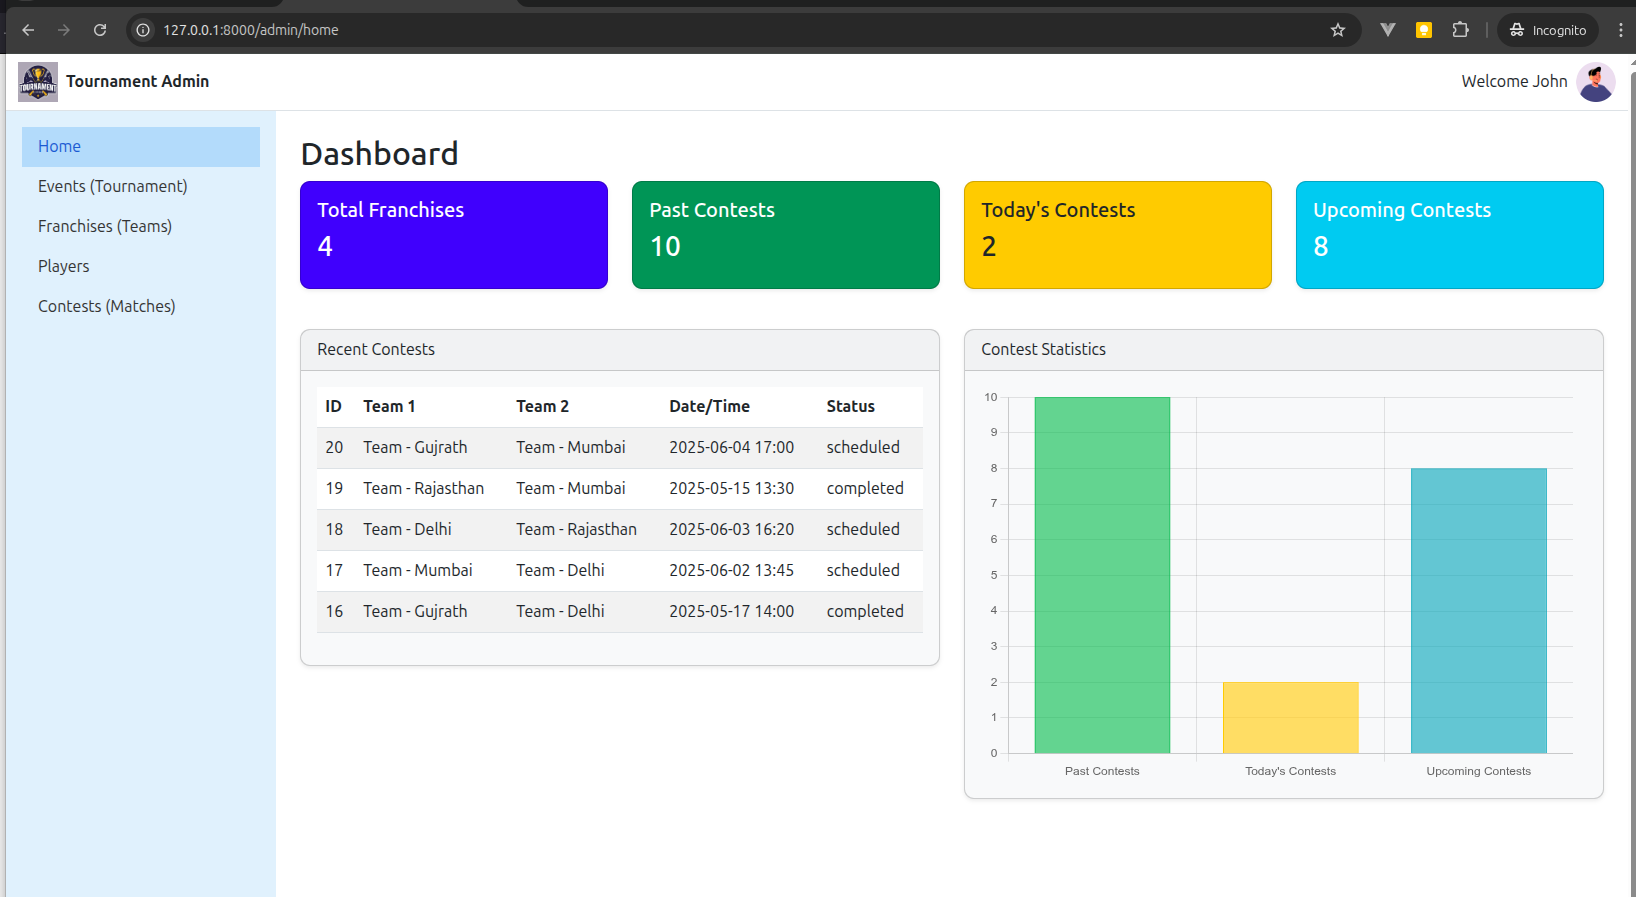 127.0.0.1:8000/admin/home
Incognito
TOURNAMENT
Tournament Admin
Welcome John
Home
Events (Tournament)
Franchises (Teams)
Players
Contests (Matches)
Dashboard
Total Franchises
4
Past Contests
10
Today's Contests
2
Upcoming Contests
8
Recent Contests
ID Team 1 Team 2 Date/Time Status
20 Team - Gujrath Team - Mumbai 2025-06-04 17:00 scheduled
19 Team - Rajasthan Team - Mumbai 2025-05-15 13:30 completed
18 Team - Delhi Team - Rajasthan 2025-06-03 16:20 scheduled
17 Team - Mumbai Team - Delhi 2025-06-02 13:45 scheduled
16 Team - Gujrath Team - Delhi 2025-05-17 14:00 completed
Contest Statistics
10
9
8
7
6
5
4
3
2
1
0
Past Contests Today's Contests Upcoming Contests